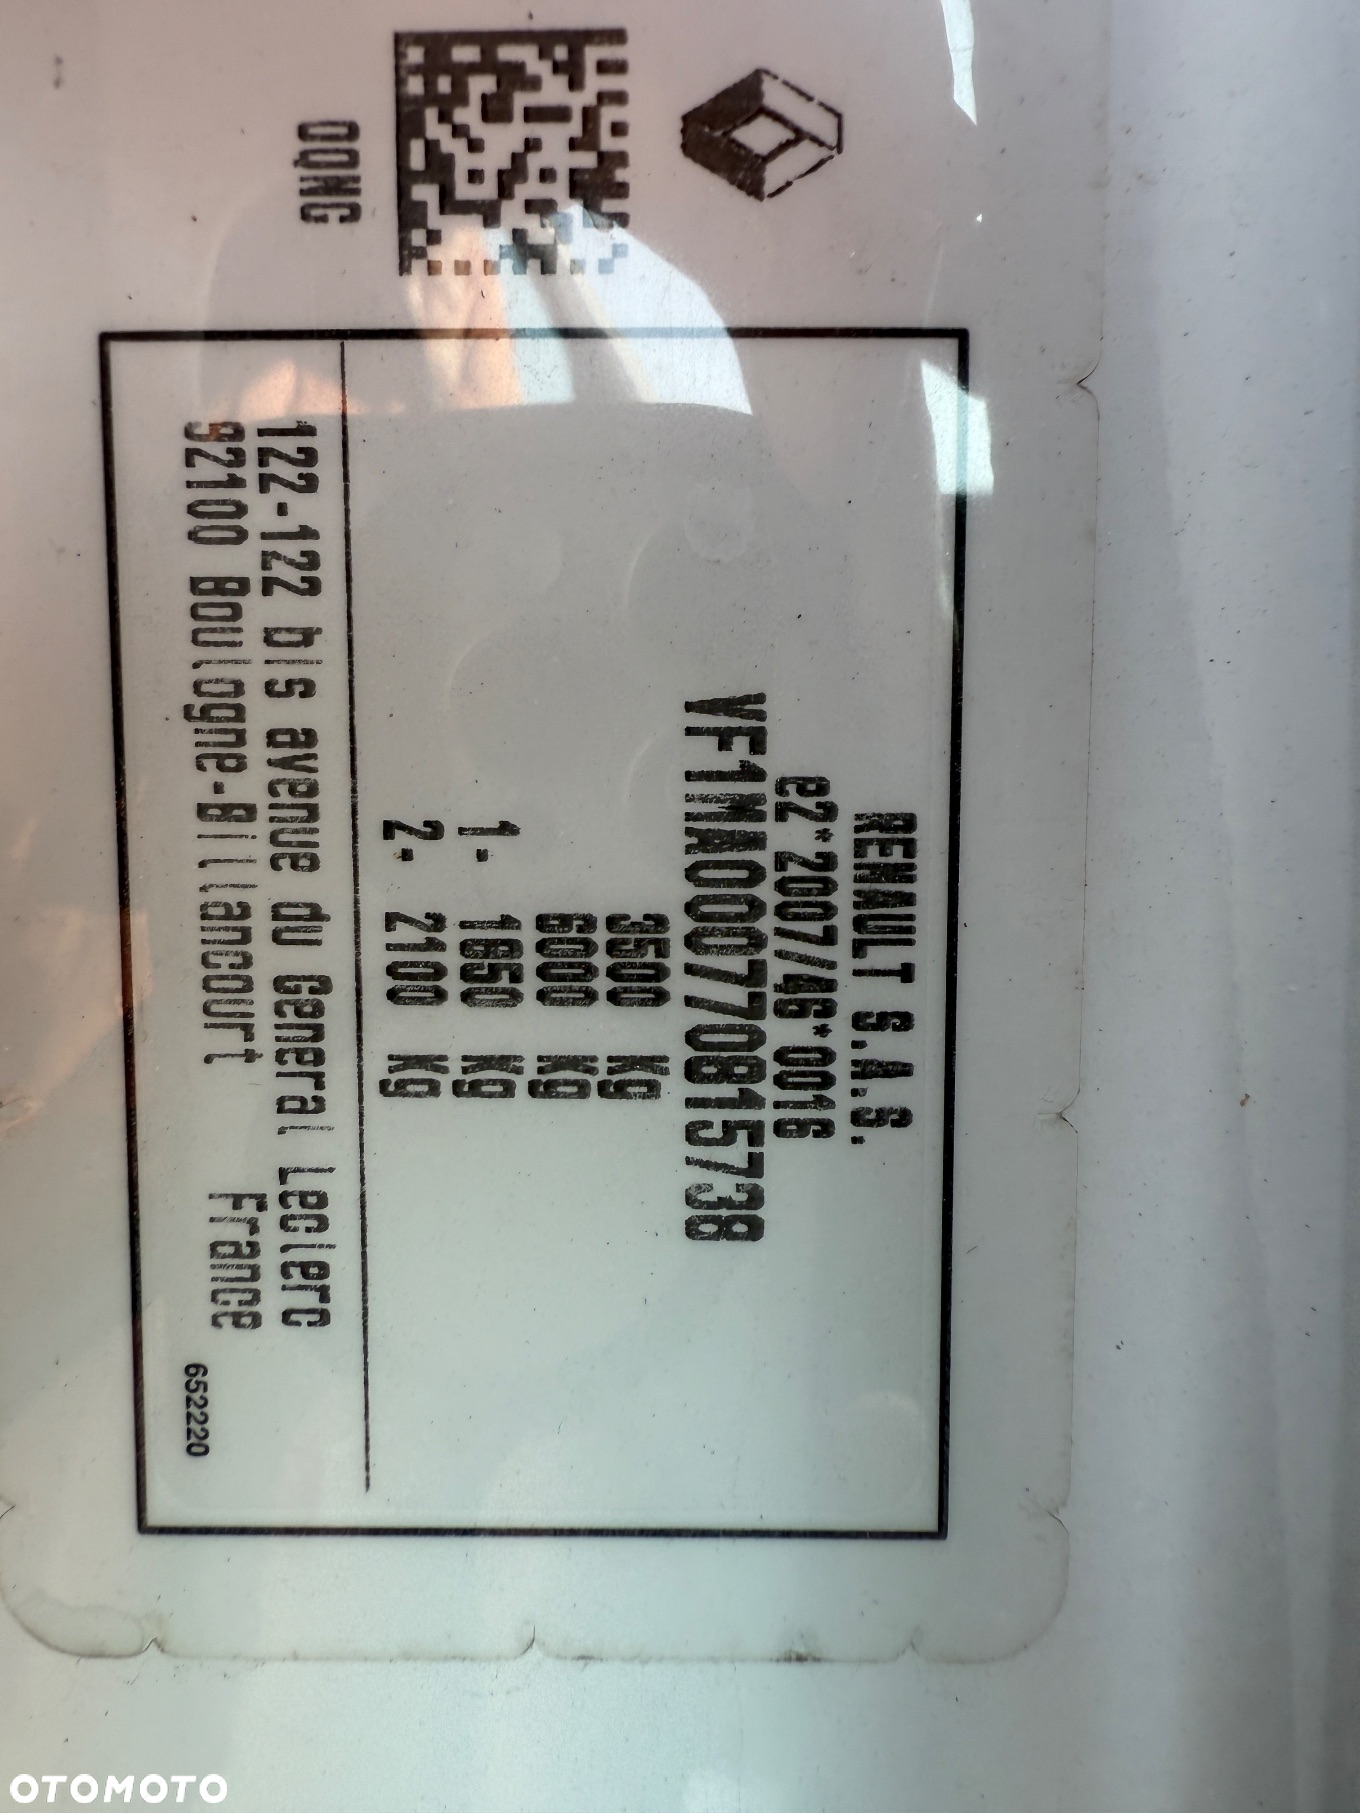 RENAULT S.A.S.
e2*2007/46*0016
VF1MA000770815738
3500 kg
6000 kg
1- 1650 kg
2- 2100 kg
122-122 bis avenue du General Leclerc
92100 Boulogne-Billancourt France
652220
OQNG
OTOMOTO